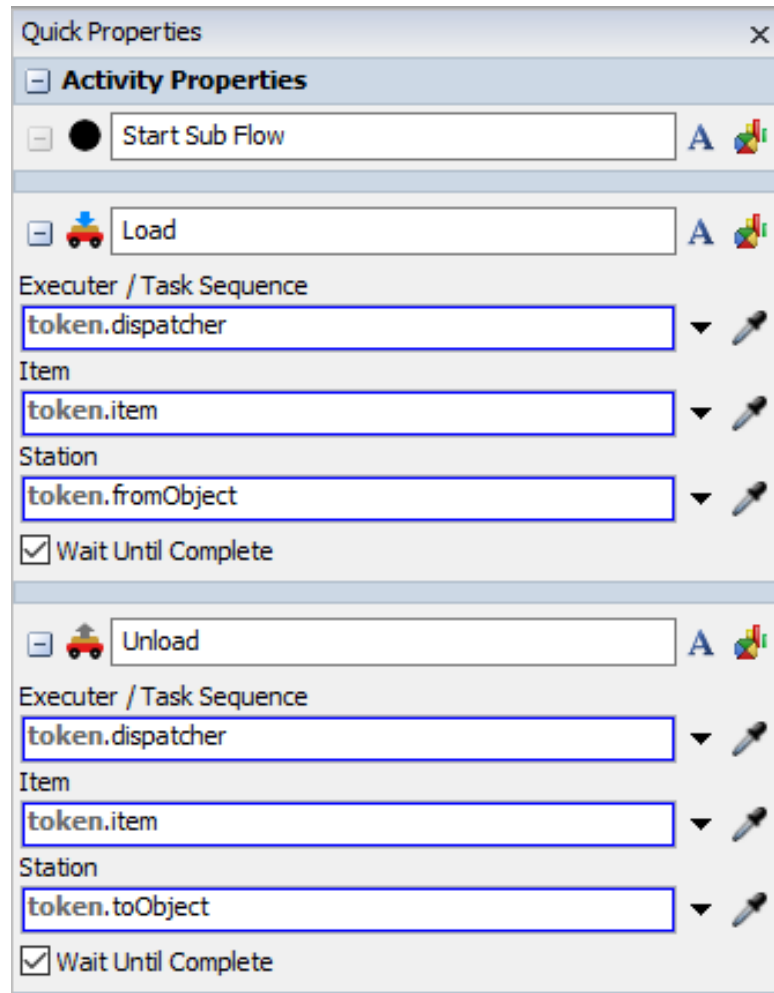 Quick Properties
Activity Properties
Start Sub Flow A
Load A
Executer / Task Sequence
token.dispatcher
Item
token.item
Station
token.fromObject
Wait Until Complete
Unload A
Executer / Task Sequence
token.dispatcher
Item
token.item
Station
token.toObject
Wait Until Complete